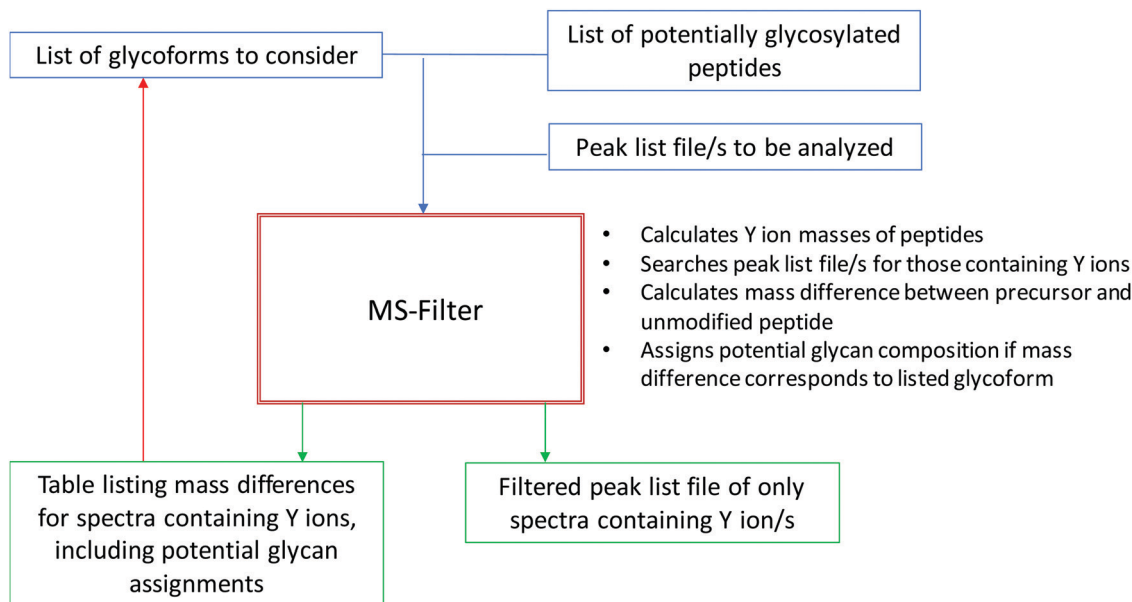 List of glycoforms to consider
List of potentially glycosylated
peptides
Peak list file/s to be analyzed
MS-Filter
• Calculates Y ion masses of peptides
• Searches peak list file/s for those containing Y ions
• Calculates mass difference between precursor and
unmodified peptide
• Assigns potential glycan composition if mass
difference corresponds to listed glycoform
Table listing mass differences
for spectra containing Y ions,
including potential glycan
assignments
Filtered peak list file of only
spectra containing Y ion/s